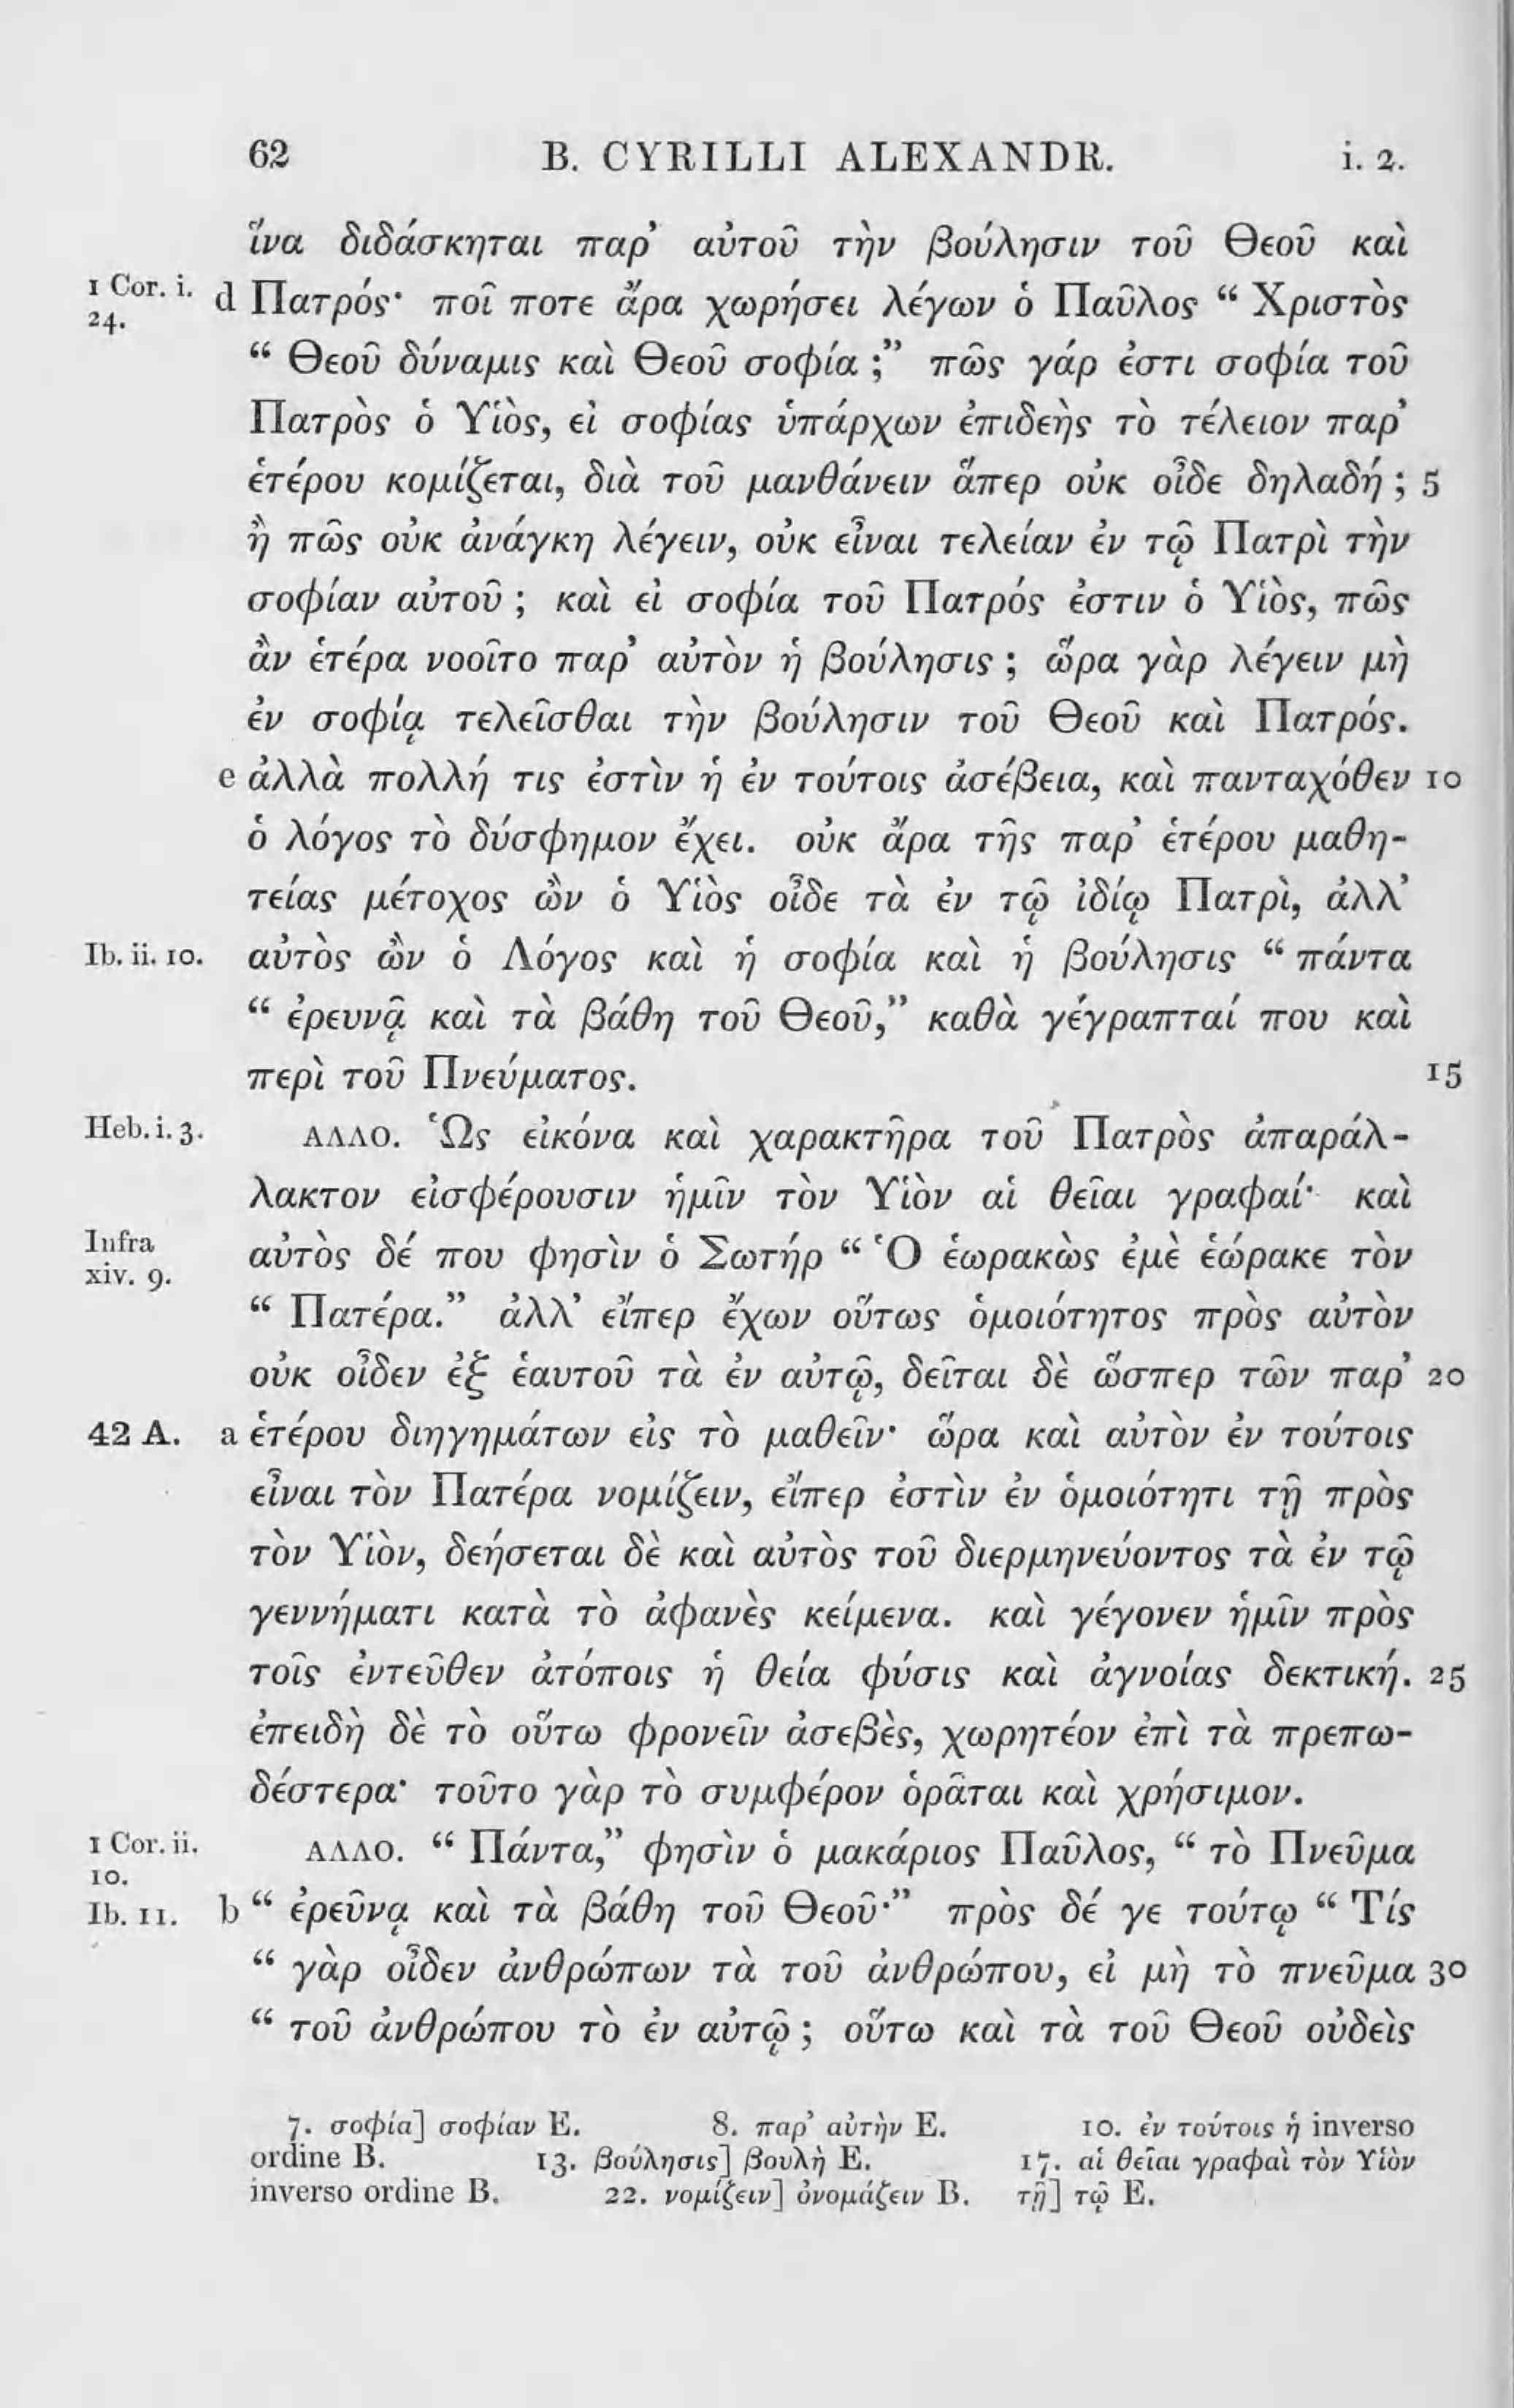 62 B. CYRILLI ALEXANDR. i. 2.
ἵνα διδάσκηται παρ’ αὐτοῦ τὴν βούλησιν τοῦ Θεοῦ καὶ
1 Cor. i. 24. d Πατρός· ποῖ ποτε ἄρα χωρήσει λέγων ὁ Παῦλος “ Χριστὸς
“ Θεοῦ δύναμις καὶ Θεοῦ σοφία ;” πῶς γάρ ἐστι σοφία τοῦ
Πατρὸς ὁ Υἱὸς, εἰ σοφίας ὑπάρχων ἐπιδεὴς τὸ τέλειον παρ’
ἑτέρου κομίζεται, διὰ τοῦ μανθάνειν ἅπερ οὐκ οἶδε δηλαδή ; 5
ἢ πῶς οὐκ ἀνάγκη λέγειν, οὐκ εἶναι τελείαν ἐν τῷ Πατρὶ τὴν
σοφίαν αὐτοῦ ; καὶ εἰ σοφία τοῦ Πατρός ἐστιν ὁ Υἱὸς, πῶς
ἂν ἑτέρα νοοῖτο παρ’ αὐτὸν ἡ βούλησις ; ὥρα γὰρ λέγειν μὴ
ἐν σοφίᾳ τελεῖσθαι τὴν βούλησιν τοῦ Θεοῦ καὶ Πατρός.
e ἀλλὰ πολλή τις ἐστὶν ἡ ἐν τούτοις ἀσέβεια, καὶ πανταχόθεν 10
ὁ λόγος τὸ δύσφημον ἔχει. οὐκ ἄρα τῆς παρ’ ἑτέρου μαθη-
τείας μέτοχος ὢν ὁ Υἱὸς οἶδε τὰ ἐν τῷ ἰδίῳ Πατρὶ, ἀλλ’
Ib. ii. 10. αὐτὸς ὢν ὁ Λόγος καὶ ἡ σοφία καὶ ἡ βούλησις “ πάντα
“ ἐρευνᾷ καὶ τὰ βάθη τοῦ Θεοῦ,” καθὰ γέγραπταί που καὶ
περὶ τοῦ Πνεύματος. 15
Heb. i. 3. ΑΛΛΟ. Ὡς εἰκόνα καὶ χαρακτῆρα τοῦ Πατρὸς ἀπαράλ-
λακτον εἰσφέρουσιν ἡμῖν τὸν Υἱὸν αἱ θεῖαι γραφαί· καὶ
Infra xiv. 9. αὐτὸς δέ που φησὶν ὁ Σωτήρ “ Ὁ ἑωρακὼς ἐμὲ ἑώρακε τὸν
“ Πατέρα.” ἀλλ’ εἴπερ ἔχων οὕτως ὁμοιότητος πρὸς αὐτὸν
οὐκ οἶδεν ἐξ ἑαυτοῦ τὰ ἐν αὐτῷ, δεῖται δὲ ὥσπερ τῶν παρ’ 20
42 A. a ἑτέρου διηγημάτων εἰς τὸ μαθεῖν· ὥρα καὶ αὐτὸν ἐν τούτοις
εἶναι τὸν Πατέρα νομίζειν, εἴπερ ἐστὶν ἐν ὁμοιότητι τῇ πρὸς
τὸν Υἱὸν, δεήσεται δὲ καὶ αὐτὸς τοῦ διερμηνεύοντος τὰ ἐν τῷ
γεννήματι κατὰ τὸ ἀφανὲς κείμενα. καὶ γέγονεν ἡμῖν πρὸς
τοῖς ἐντεῦθεν ἀτόποις ἡ θεία φύσις καὶ ἀγνοίας δεκτική. 25
ἐπειδὴ δὲ τὸ οὕτω φρονεῖν ἀσεβὲς, χωρητέον ἐπὶ τὰ πρεπω-
δέστερα· τοῦτο γὰρ τὸ συμφέρον ὁρᾶται καὶ χρήσιμον.
1 Cor. ii. 10. ΑΛΛΟ. “ Πάντα,” φησὶν ὁ μακάριος Παῦλος, “ τὸ Πνεῦμα
Ib. 11. b “ ἐρεῦνᾳ καὶ τὰ βάθη τοῦ Θεοῦ·” πρὸς δέ γε τούτῳ “ Τίς
“ γὰρ οἶδεν ἀνθρώπων τὰ τοῦ ἀνθρώπου, εἰ μὴ τὸ πνεῦμα 30
“ τοῦ ἀνθρώπου τὸ ἐν αὐτῷ ; οὕτω καὶ τὰ τοῦ Θεοῦ οὐδεὶς
7. σοφία] σοφίαν E. 8. παρ’ αὐτὴν E. 10. ἐν τούτοις ἡ inverso
ordine B. 13. βούλησις] βουλὴ E. 17. αἱ θεῖαι γραφαὶ τὸν Υἱὸν
inverso ordine B. 22. νομίζειν] ὀνομάζειν B. τῇ] τῷ E.